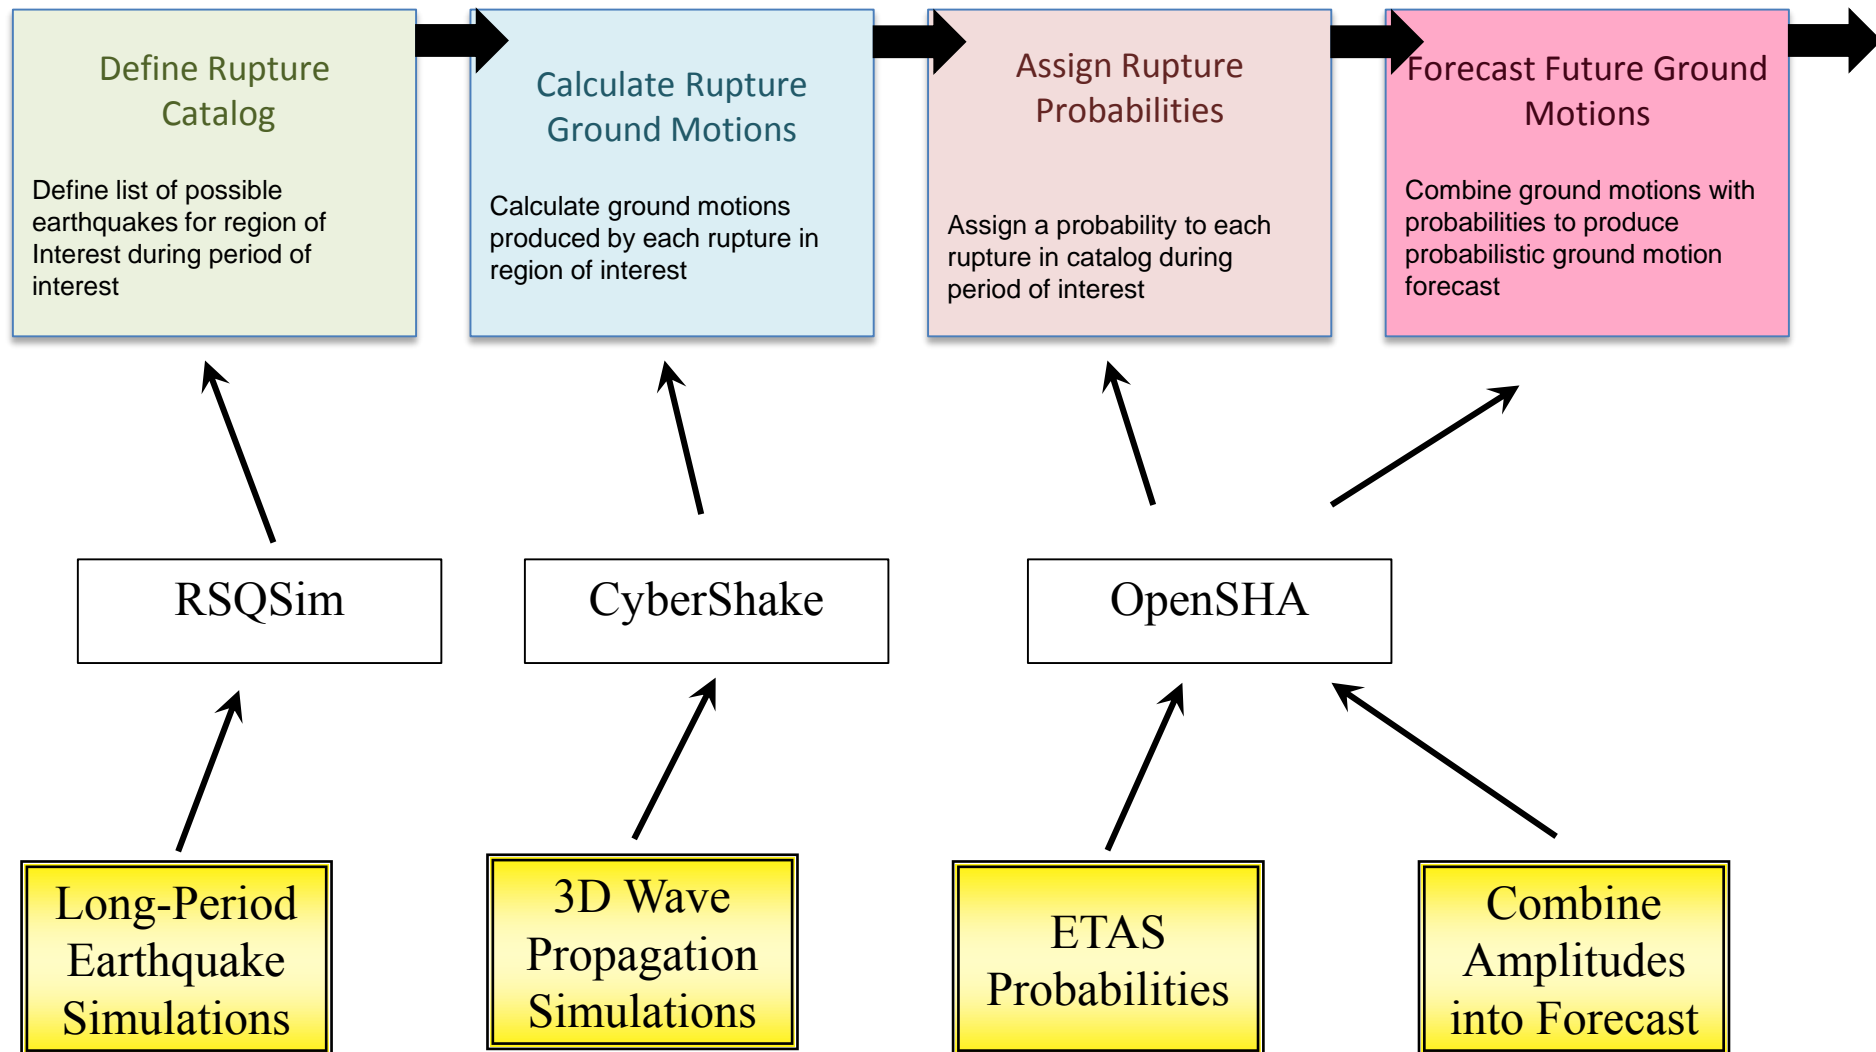 Define Rupture
Catalog
Define list of possible
earthquakes for region of
Interest during period of
interest
Calculate Rupture
Ground Motions
Calculate ground motions
produced by each rupture in
region of interest
Assign Rupture
Probabilities
Assign a probability to each
rupture in catalog during
period of interest
Forecast Future Ground
Motions
Combine ground motions with
probabilities to produce
probabilistic ground motion
forecast
RSQSim
CyberShake
OpenSHA
Long-Period
Earthquake
Simulations
3D Wave
Propagation
Simulations
ETAS
Probabilities
Combine
Amplitudes
into Forecast